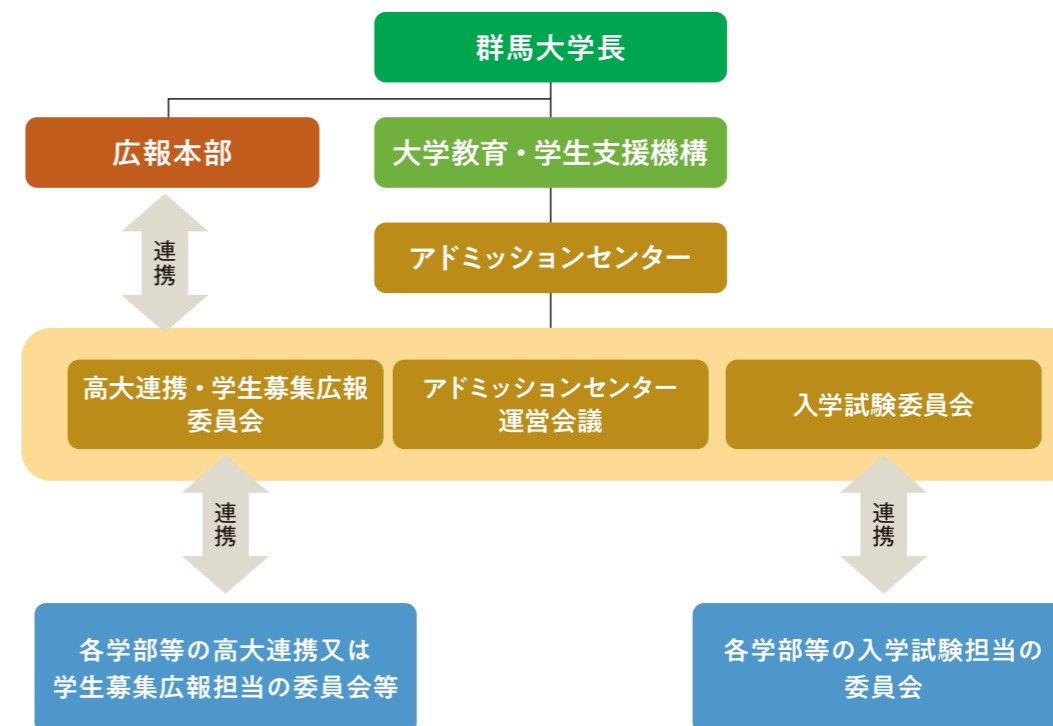 群馬大学長
広報本部
大学教育・学生支援機構
連携
アドミッションセンター
高大連携・学生募集広報
委員会
アドミッションセンター
運営会議
入学試験委員会
連携
連携
各学部等の高大連携又は
学生募集広報担当の委員会等
各学部等の入学試験担当の
委員会